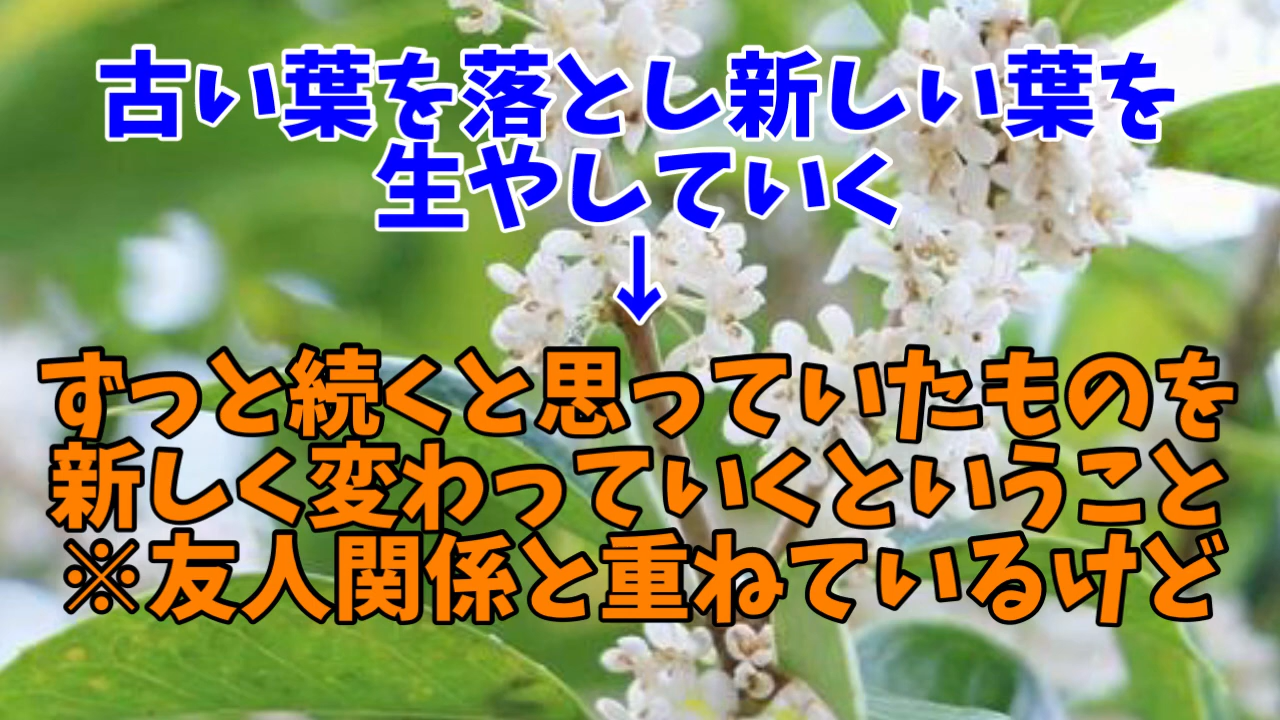 古い葉を落とし新しい葉を
生やしていく
↓
ずっと続くと思っていたものを
新しく変わっていくということ
※友人関係と重ねているけど